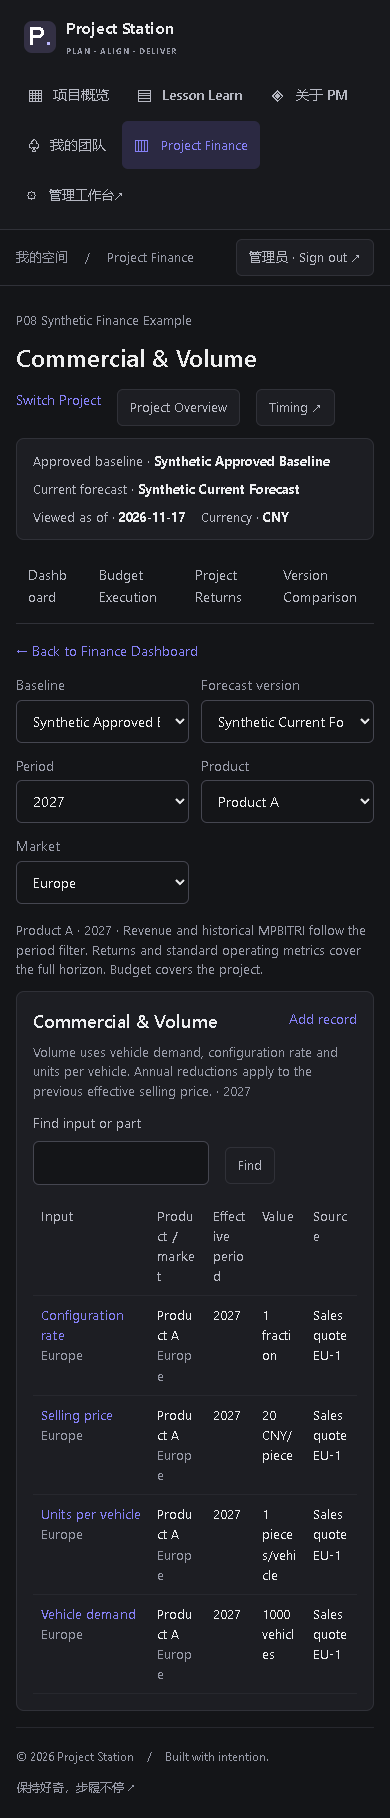 P.
Project Station
PLAN · ALIGN · DELIVER
项目概览
Lesson Learn
关于 PM
我的团队
Project Finance
管理工作台↗
我的空间 / Project Finance
管理员 · Sign out ↗
P08 Synthetic Finance Example
Commercial & Volume
Switch Project
Project Overview
Timing ↗
Approved baseline · Synthetic Approved Baseline
Current forecast · Synthetic Current Forecast
Viewed as of · 2026-11-17 Currency · CNY
Dashb
oard
Budget
Execution
Project
Returns
Version
Comparison
← Back to Finance Dashboard
Baseline
Forecast version
Synthetic Approved E
Synthetic Current Fo
Period
Product
2027
Product A
Market
Europe
Product A · 2027 · Revenue and historical MPBITRI follow the
period filter. Returns and standard operating metrics cover
the full horizon. Budget covers the project.
Commercial & Volume
Add record
Volume uses vehicle demand, configuration rate and
units per vehicle. Annual reductions apply to the
previous effective selling price. · 2027
Find input or part
Find
Input
Produ
ct /
marke
t
Effect
ive
perio
d
Value
Sourc
e
Configuration
rate
Europe
Produ
ct A
Europ
e
2027
1
fracti
on
Sales
quote
EU-1
Selling price
Europe
Produ
ct A
Europ
e
2027
20
CNY/
piece
Sales
quote
EU-1
Units per vehicle
Europe
Produ
ct A
Europ
e
2027
1
piece
s/vehi
cle
Sales
quote
EU-1
Vehicle demand
Europe
Produ
ct A
Europ
e
2027
1000
vehicl
es
Sales
quote
EU-1
© 2026 Project Station / Built with intention.
保持好奇，步履不停 ↗